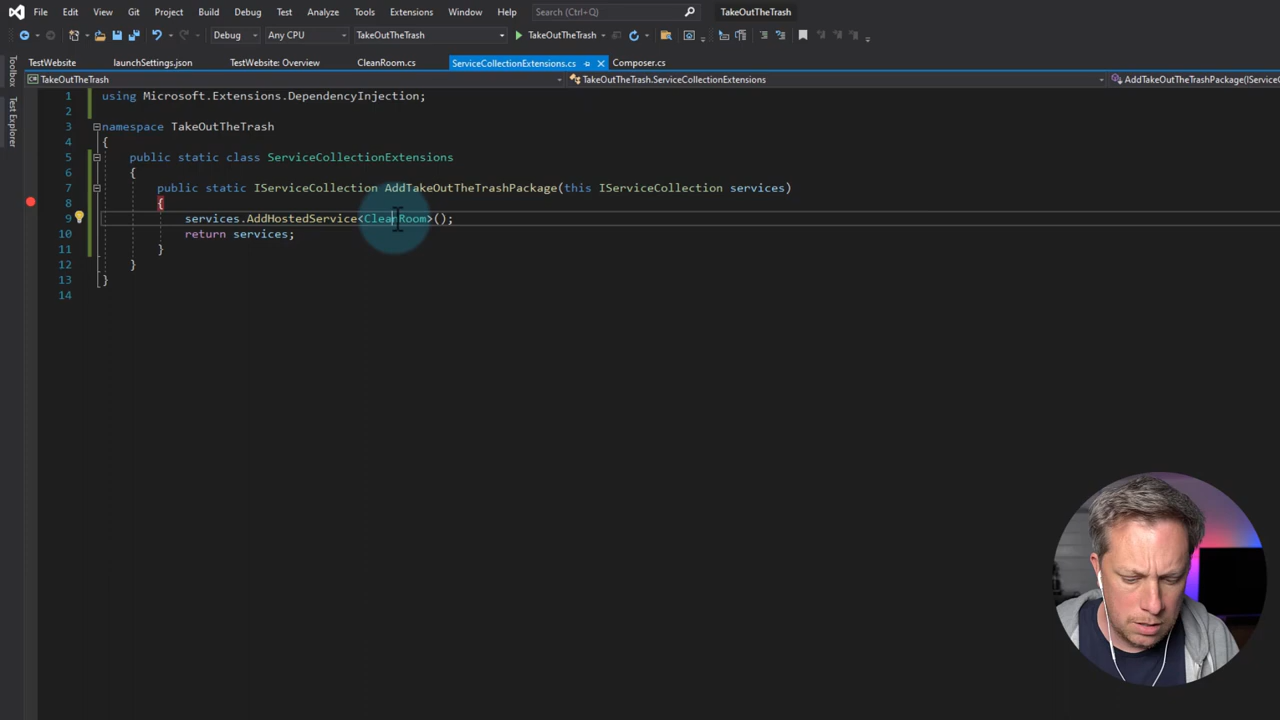 File Edit View Git Project Build Debug Test Analyze Tools Extensions Window Help Search (Ctrl+Q) TakeOutTheTrash
Debug Any CPU TakeOutTheTrash TakeOutTheTrash
TestWebsite launchSettings.json TestWebsite: Overview CleanRoom.cs ServiceCollectionExtensions.cs Composer.cs
TakeOutTheTrash TakeOutTheTrash.ServiceCollectionExtensions AddTakeOutTheTrashPackage(IServiceC
Toolbox
Test Explorer
1 using Microsoft.Extensions.DependencyInjection;
2
3 namespace TakeOutTheTrash
4 {
5 public static class ServiceCollectionExtensions
6 {
7 public static IServiceCollection AddTakeOutTheTrashPackage(this IServiceCollection services)
8 {
9 services.AddHostedService<CleanRoom>();
10 return services;
11 }
12 }
13 }
14